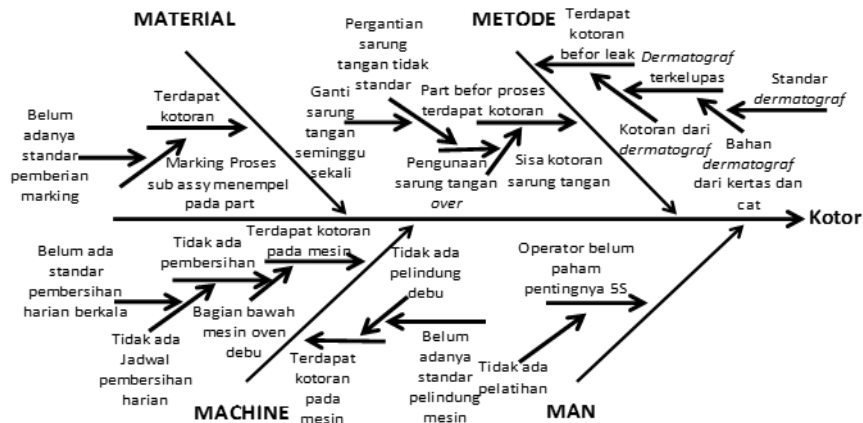 MATERIAL
METODE
Pergantian
sarung
tangan tidak
standar
Terdapat
kotoran
befor leak
Dermatograf
terkelupas
Standar
dermatograf
Belum
adanya
standar
pemberian
marking
Terdapat
kotoran
Ganti
sarung
tangan
seminggu
sekali
Part befor proses
terdapat kotoran
Kotoran dari
dermatograf
Bahan
dermatograf
dari kertas dan
cat
Marking Proses
sub assy menempel
pada part
Pengunaan
sarung tangan
over
Sisa kotoran
sarung tangan
Kotor
Belum ada
standar
pembersihan
harian berkala
Tidak ada
pembersihan
Terdapat kotoran
pada mesin
Tidak ada
pelindung
debu
Operator belum
paham
pentingnya 5S
Tidak ada
Jadwal
pembersihan
harian
Bagian bawah
mesin oven
debu
Terdapat
kotoran
pada
mesin
Belum
adanya
standar
pelindung
mesin
Tidak ada
pelatihan
MACHINE
MAN